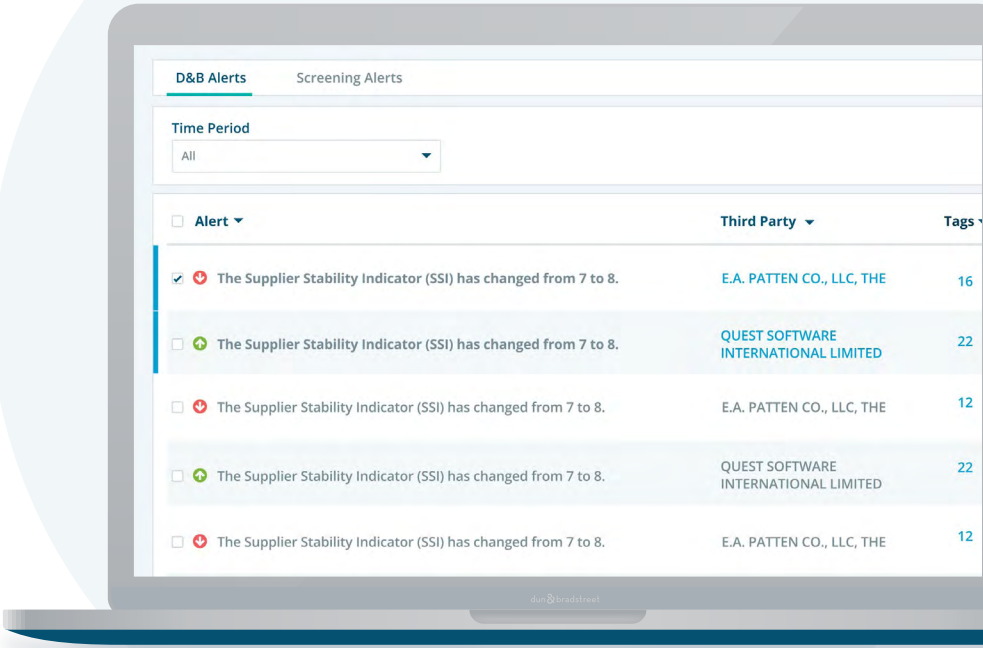 D&B Alerts Screening Alerts
Time Period
All
Alert Third Party Tags
The Supplier Stability Indicator (SSI) has changed from 7 to 8. E.A. PATTEN CO., LLC, THE 16
The Supplier Stability Indicator (SSI) has changed from 7 to 8. QUEST SOFTWARE
INTERNATIONAL LIMITED 22
The Supplier Stability Indicator (SSI) has changed from 7 to 8. E.A. PATTEN CO., LLC, THE 12
The Supplier Stability Indicator (SSI) has changed from 7 to 8. QUEST SOFTWARE
INTERNATIONAL LIMITED 22
The Supplier Stability Indicator (SSI) has changed from 7 to 8. E.A. PATTEN CO., LLC, THE 12
dun & bradstreet